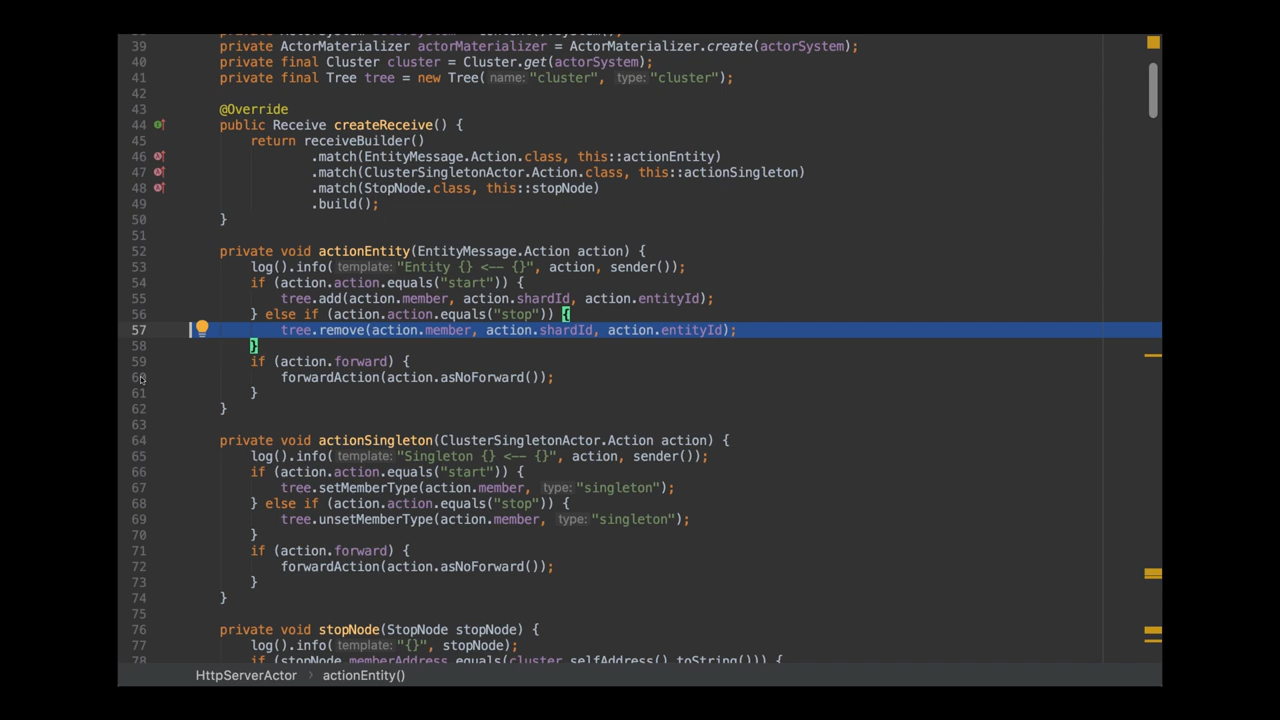 39 private ActorMaterializer actorMaterializer = ActorMaterializer.create(actorSystem);
40 private final Cluster cluster = Cluster.get(actorSystem);
41 private final Tree tree = new Tree( name: "cluster", type: "cluster");
42
43 @Override
44 public Receive createReceive() {
45 return receiveBuilder()
46 .match(EntityMessage.Action.class, this::actionEntity)
47 .match(ClusterSingletonActor.Action.class, this::actionSingleton)
48 .match(StopNode.class, this::stopNode)
49 .build();
50 }
51
52 private void actionEntity(EntityMessage.Action action) {
53 log().info( template: "Entity {} <-- {}", action, sender());
54 if (action.action.equals("start")) {
55 tree.add(action.member, action.shardId, action.entityId);
56 } else if (action.action.equals("stop")) {
57 tree.remove(action.member, action.shardId, action.entityId);
58 }
59 if (action.forward) {
60 forwardAction(action.asNoForward());
61 }
62 }
63
64 private void actionSingleton(ClusterSingletonActor.Action action) {
65 log().info( template: "Singleton {} <-- {}", action, sender());
66 if (action.action.equals("start")) {
67 tree.setMemberType(action.member, type: "singleton");
68 } else if (action.action.equals("stop")) {
69 tree.unsetMemberType(action.member, type: "singleton");
70 }
71 if (action.forward) {
72 forwardAction(action.asNoForward());
73 }
74 }
75
76 private void stopNode(StopNode stopNode) {
77 log().info( template: "{}", stopNode);
78 if (stopNode.memberAddress.equals(cluster.selfAddress().toString())) {
HttpServerActor > actionEntity()